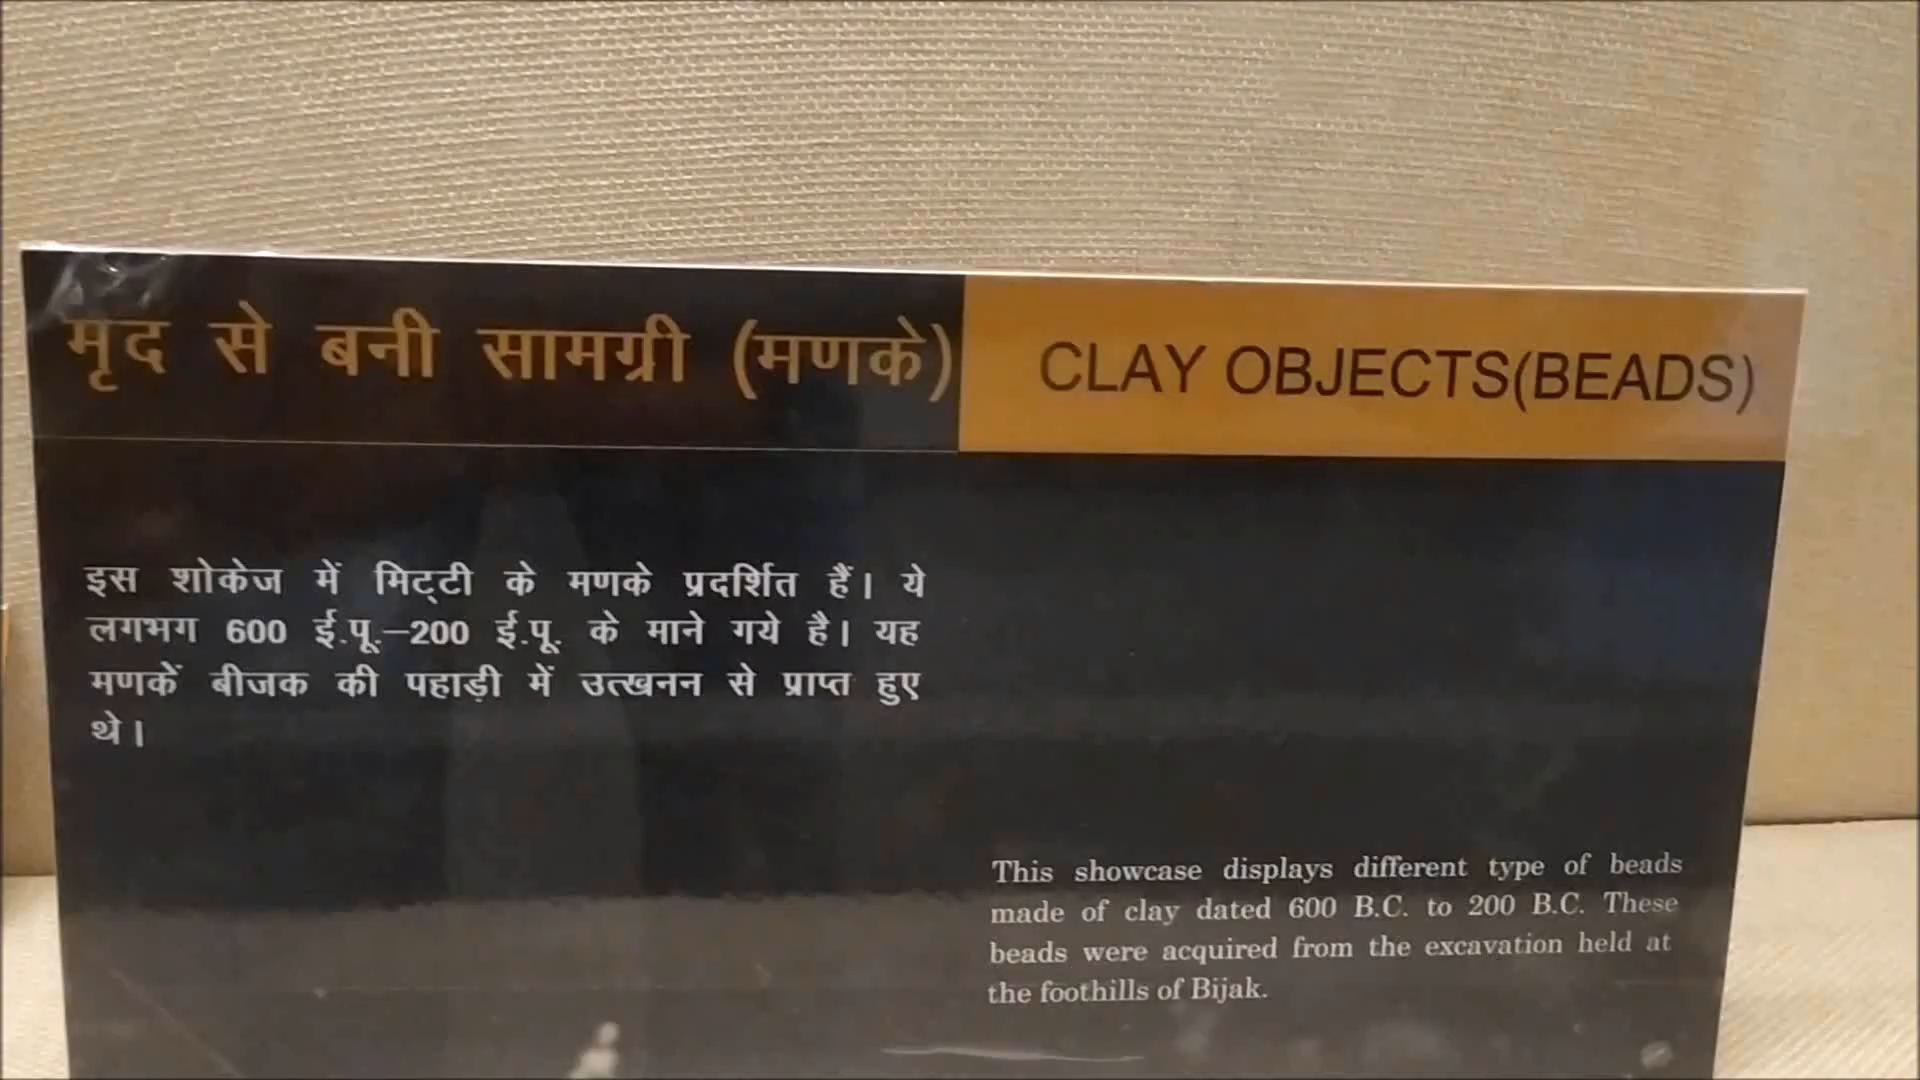 मृद से बनी सामग्री (मणके)
CLAY OBJECTS(BEADS)
इस शोकेज में मिट्टी के मणके प्रदर्शित हैं। ये
लगभग 600 ई.पू.–200 ई.पू. के माने गये है। यह
मणकें बीजक की पहाड़ी में उत्खनन से प्राप्त हुए
थे।
This showcase displays different type of beads
made of clay dated 600 B.C. to 200 B.C. These
beads were acquired from the excavation held at
the foothills of Bijak.